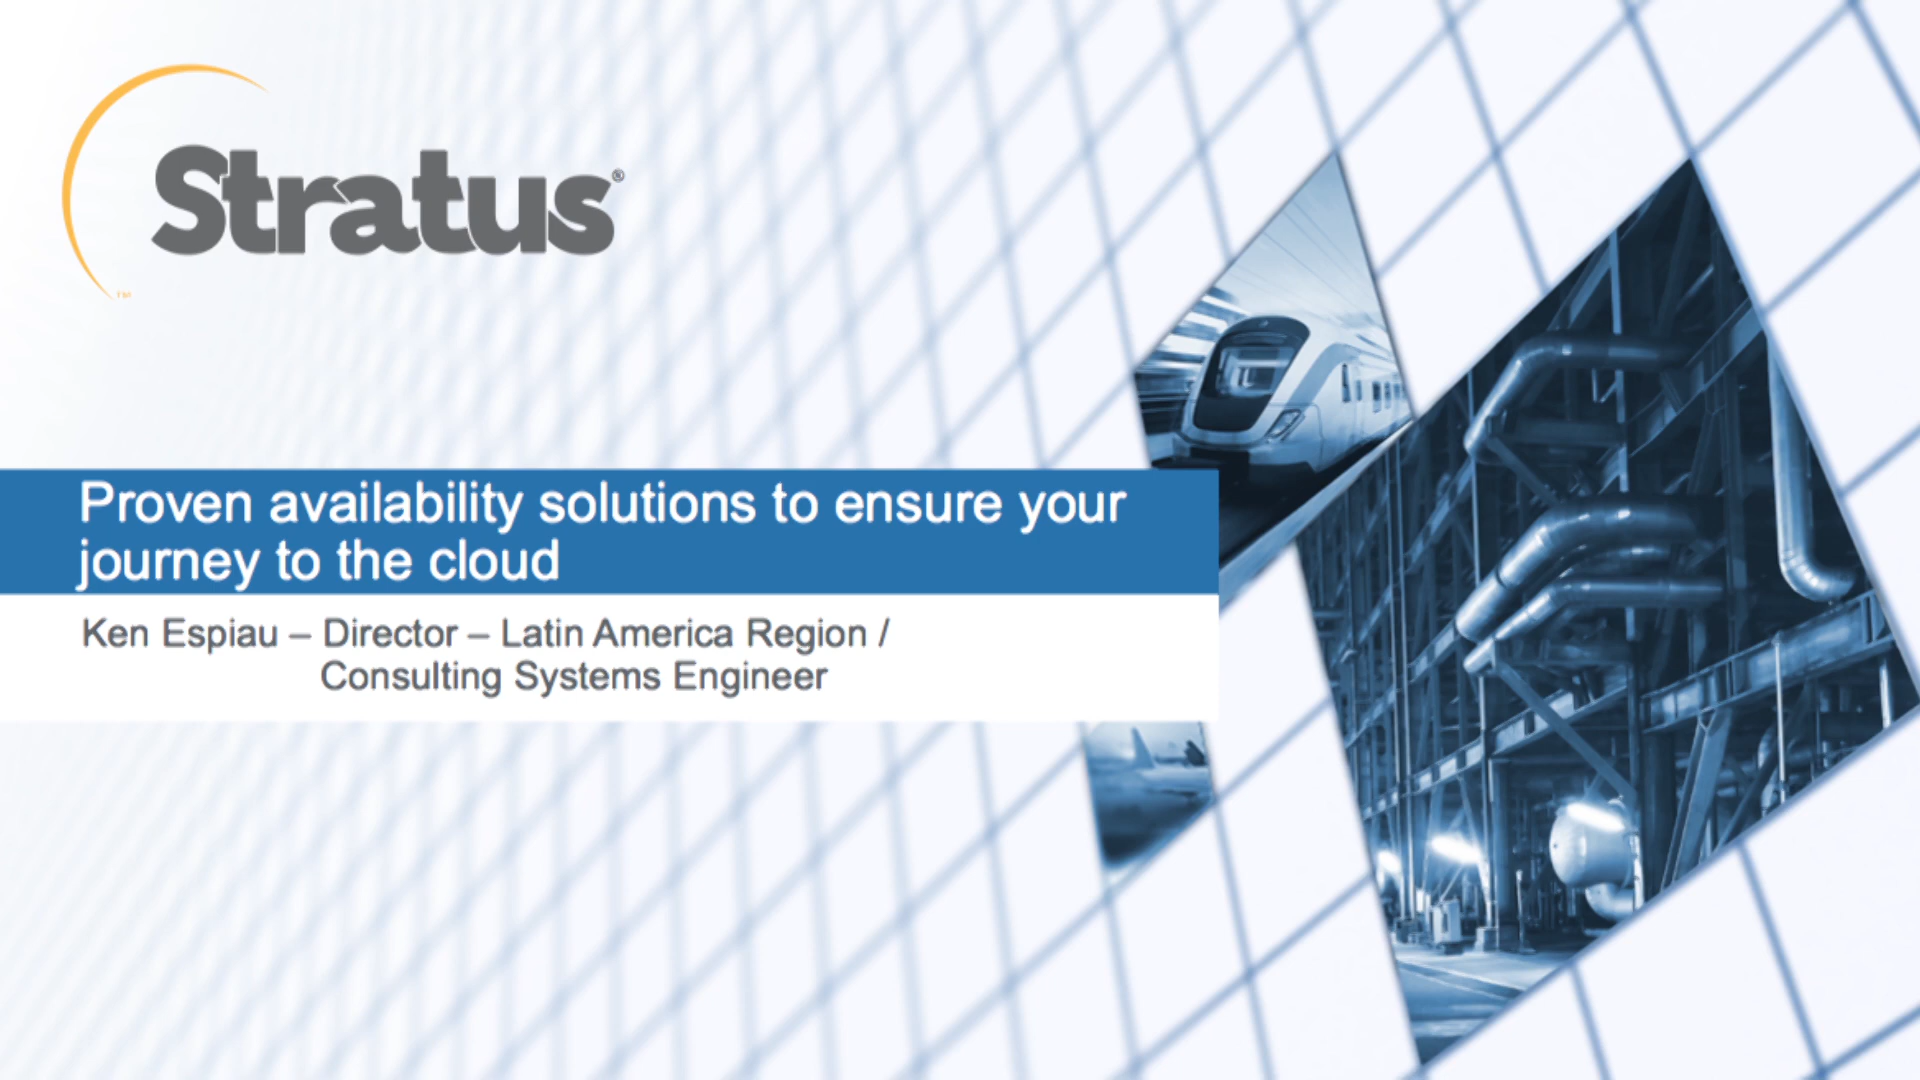 Stratus®
™
Proven availability solutions to ensure your
journey to the cloud
Ken Espiau – Director – Latin America Region /
Consulting Systems Engineer